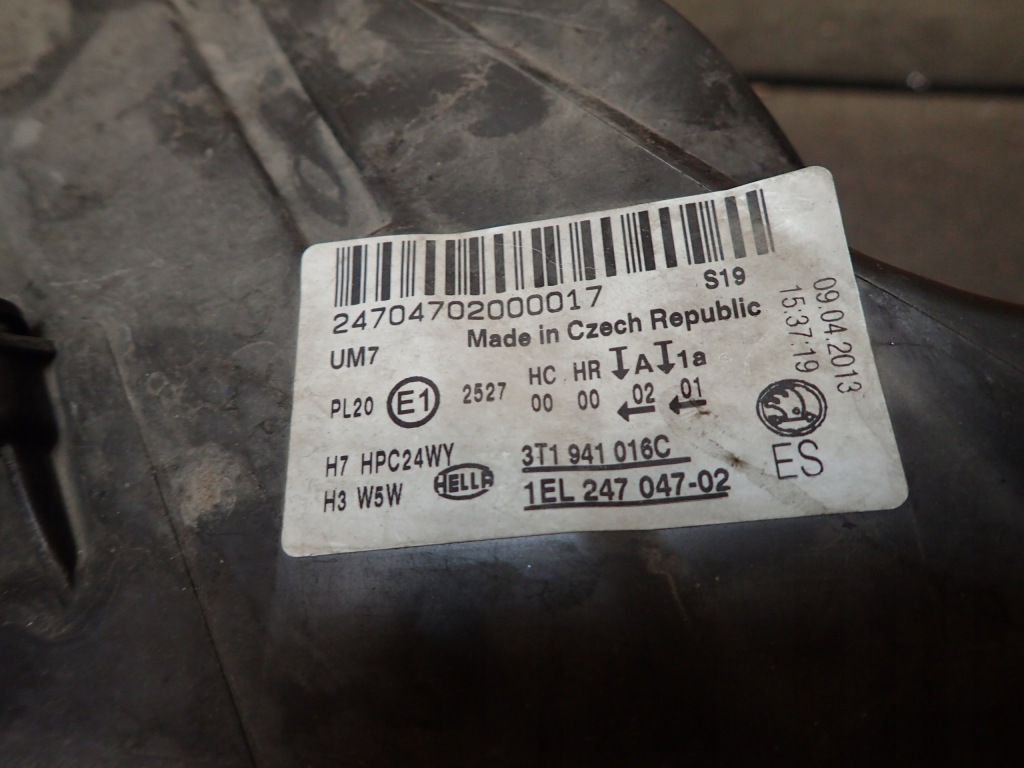 24704702000017
S19
Made in Czech Republic
UM7
HC HR A 1a
PL20 E1 2527 00 00 02 01
H7 HPC24WY
H3 W5W
HELLA
3T1 941 016C
1EL 247 047-02
ES
09.04.2013
15:37:19